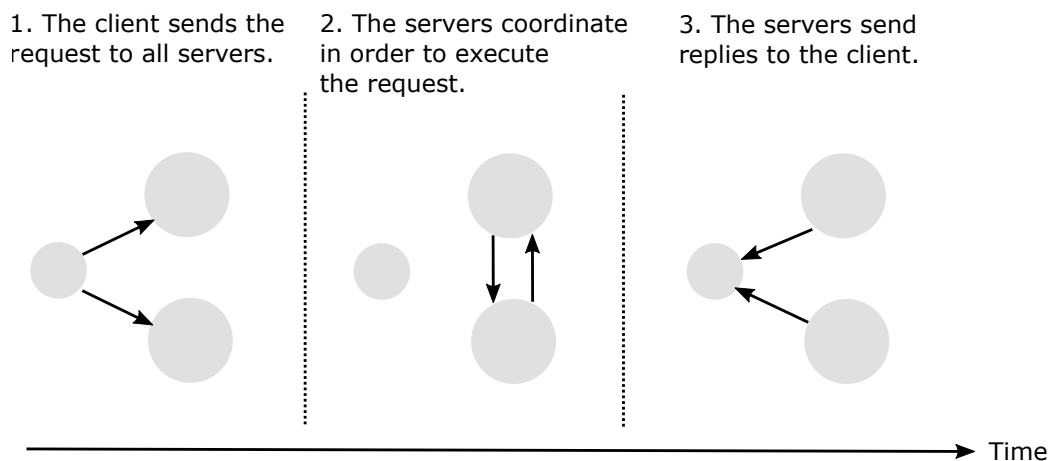 1. The client sends the
request to all servers.
2. The servers coordinate
in order to execute
the request.
3. The servers send
replies to the client.
Time